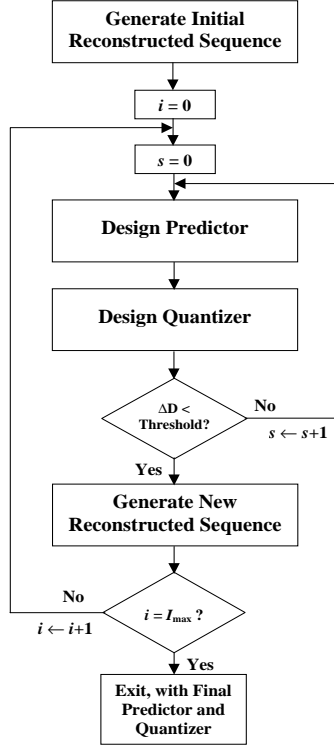 Generate Initial
Reconstructed Sequence
i = 0
s = 0
Design Predictor
Design Quantizer
ΔD <
Threshold?
No
s ← s+1
Yes
Generate New
Reconstructed Sequence
No
i ← i+1
i = Imax ?
Yes
Exit, with Final
Predictor and
Quantizer